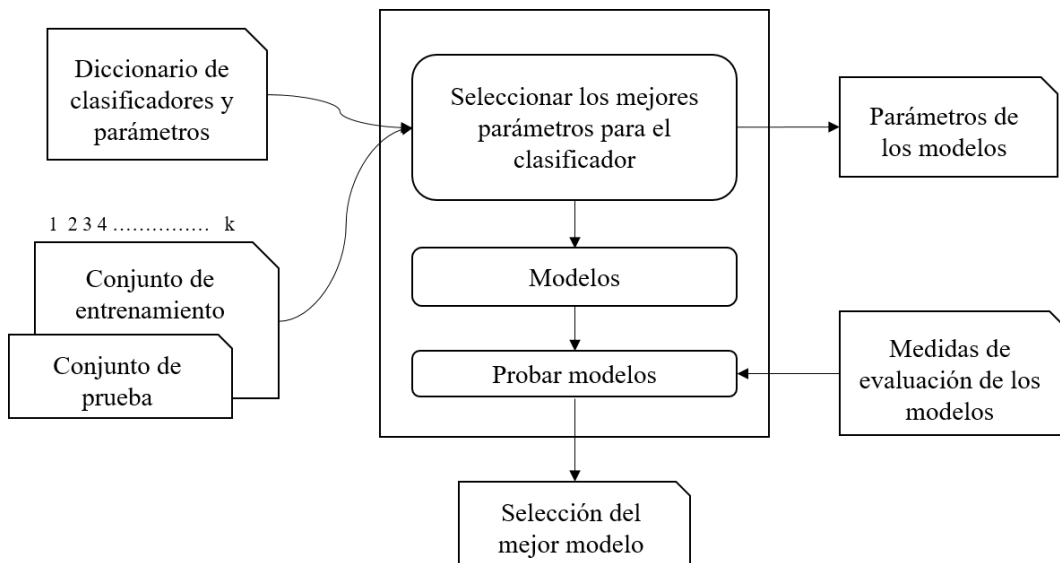 Diccionario de
clasificadores y
parámetros
Seleccionar los mejores
parámetros para el
clasificador
Parámetros de
los modelos
1 2 3 4 ............... k
Conjunto de
entrenamiento
Modelos
Conjunto de
prueba
Probar modelos
Medidas de
evaluación de los
modelos
Selección del
mejor modelo